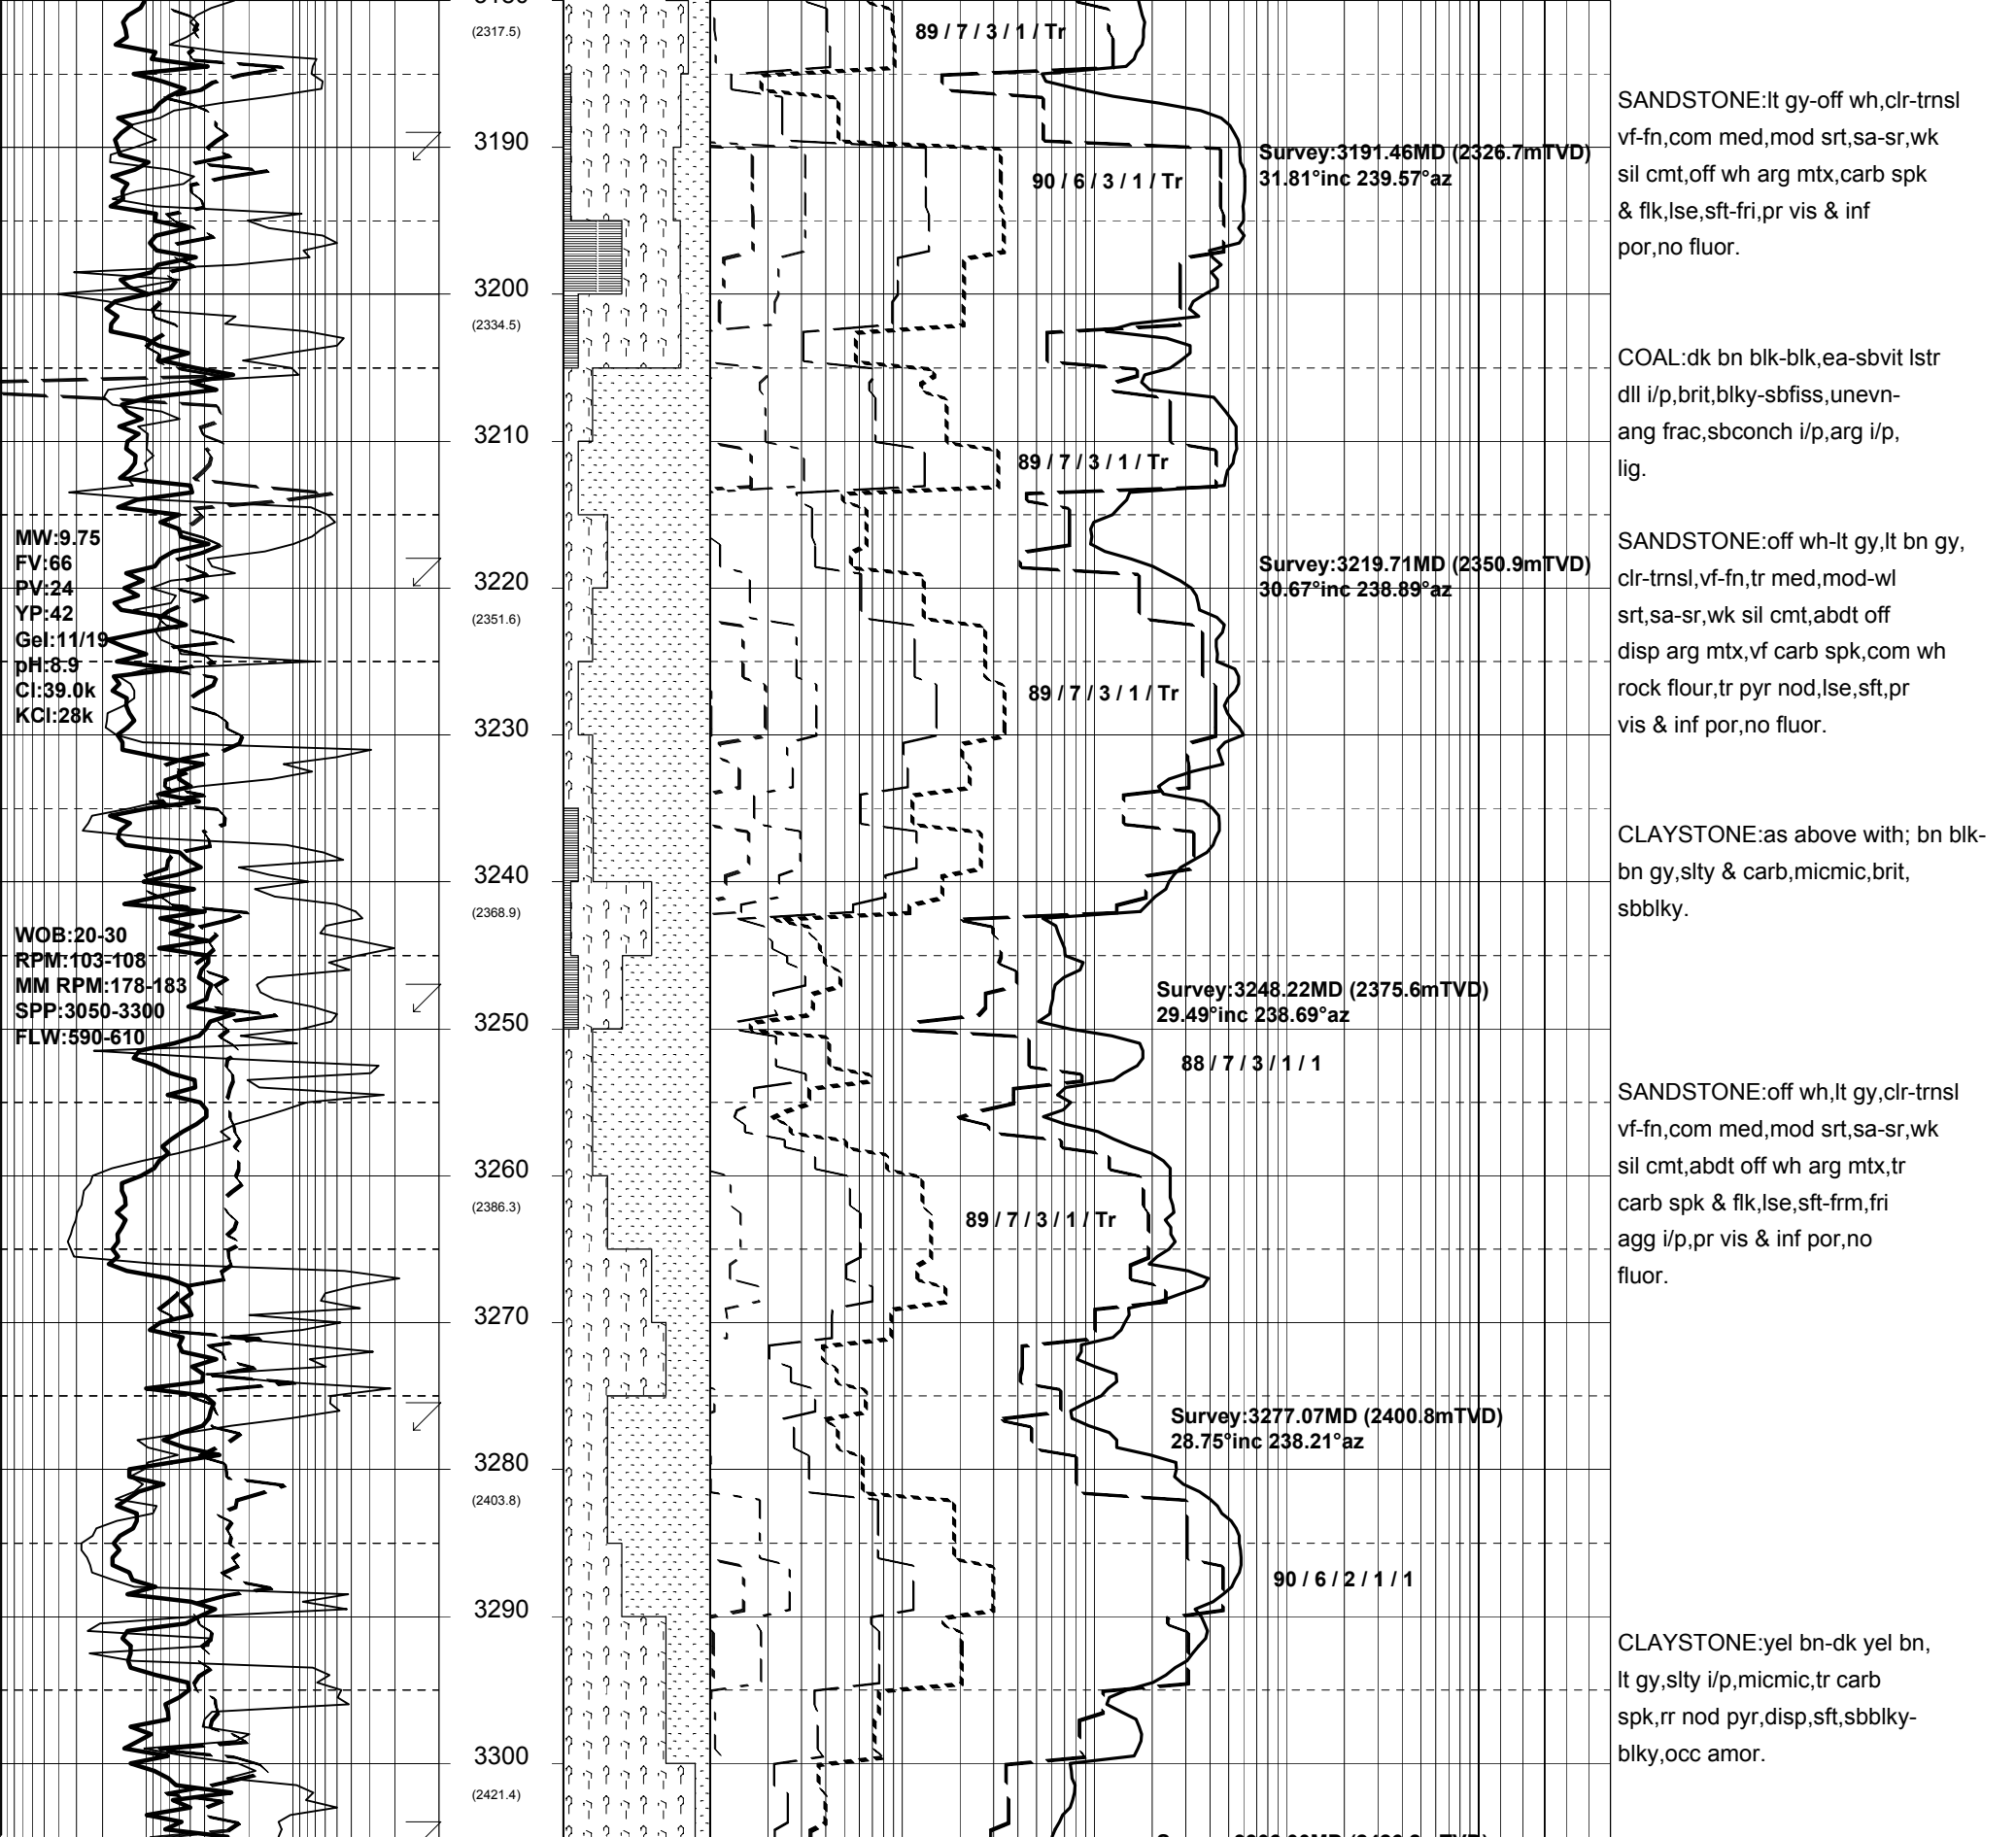 (2317.5)
89 / 7 / 3 / 1 / Tr
SANDSTONE:lt gy-off wh,clr-trnsl
vf-fn,com med,mod srt,sa-sr,wk
sil cmt,off wh arg mtx,carb spk
& flk,lse,sft-fri,pr vis & inf
por,no fluor.
3190
Survey:3191.46MD (2326.7mTVD)
31.81°inc 239.57°az
90 / 6 / 3 / 1 / Tr
3200
(2334.5)
COAL:dk bn blk-blk,ea-sbvit lstr
dll i/p,brit,blky-sbfiss,unevn-
ang frac,sbconch i/p,arg i/p,
lig.
3210
89 / 7 / 3 / 1 / Tr
MW:9.75
FV:66
PV:24
YP:42
Gel:11/19
pH:8.9
Cl:39.0k
KCl:28k
SANDSTONE:off wh-lt gy,lt bn gy,
clr-trnsl,vf-fn,tr med,mod-wl
srt,sa-sr,wk sil cmt,abdt off
disp arg mtx,vf carb spk,com wh
rock flour,tr pyr nod,lse,sft,pr
vis & inf por,no fluor.
Survey:3219.71MD (2350.9mTVD)
30.67°inc 238.89°az
3220
(2351.6)
89 / 7 / 3 / 1 / Tr
3230
CLAYSTONE:as above with; bn blk-
bn gy,slty & carb,micmic,brit,
sbblky.
3240
(2368.9)
WOB:20-30
RPM:103-108
MM RPM:178-183
SPP:3050-3300
FLW:590-610
Survey:3248.22MD (2375.6mTVD)
29.49°inc 238.69°az
3250
88 / 7 / 3 / 1 / 1
SANDSTONE:off wh,lt gy,clr-trnsl
vf-fn,com med,mod srt,sa-sr,wk
sil cmt,abdt off wh arg mtx,tr
carb spk & flk,lse,sft-frm,fri
agg i/p,pr vis & inf por,no
fluor.
3260
(2386.3)
89 / 7 / 3 / 1 / Tr
3270
Survey:3277.07MD (2400.8mTVD)
28.75°inc 238.21°az
3280
(2403.8)
90 / 6 / 2 / 1 / 1
3290
CLAYSTONE:yel bn-dk yel bn,
lt gy,slty i/p,micmic,tr carb
spk,rr nod pyr,disp,sft,sbblky-
blky,occ amor.
3300
(2421.4)